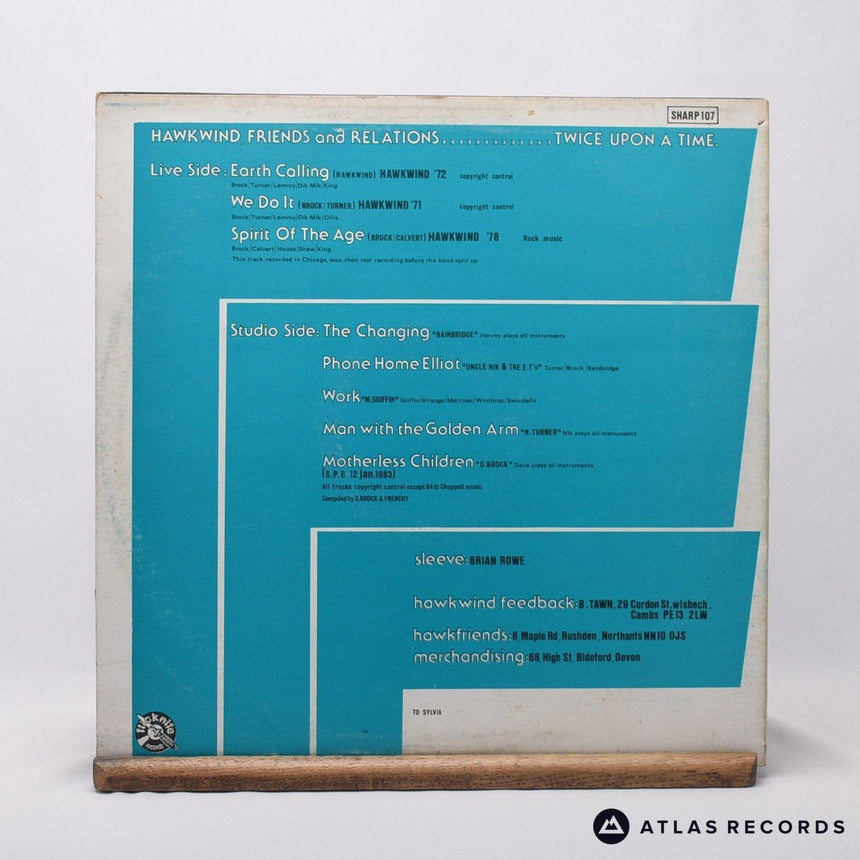 SHARP107
HAWKWIND, FRIENDS and RELATIONS,,,,,,,,,,,,,TWICE UPON A TIME.
Live Side: Earth Calling (HAWKWIND) HAWKWIND '72 copyright control
Brock/Turner/Lemmy/Dik Mik/King
We Do It (BROCK/TURNER) HAWKWIND '71 copyright control
Brock/Turner/Lemmy/Dik Mik/Ollis
Spirit Of The Age (BROCK/CALVERT) HAWKWIND '78 Rock music
Brock/Calvert/House/Shaw/King
This track, recorded in Chicago, was their last recording before the band split up
Studio Side: The Changing "BAINBRIDGE" Harvey plays all instruments
Phone Home Elliot "UNCLE NIK & THE E.T's" Turner/Brock/Bainbridge
Work "M.GRIFFIN" Griffin/Strange/Martinez/Winthrop/Swindells
Man with the Golden Arm "N.TURNER" Nik plays all instruments
Motherless Children "D.BROCK" Dave plays all instruments
(S.P.B 12 jan.1983)
All tracks copyright control except B4 © Chappell music
Compiled by D.BROCK & FRENCHY
sleeve: BRIAN ROWE
hawkwind feedback: B. TAWN, 29 Cordon St. wisbech,
Cambs PE13 2LW
hawkfriends: 8, Maple Rd, Rushden, Northants NN10 OJS
merchandising: 68, High St, Bideford, Devon
TO SYLVIA
flicknife
records
ATLAS RECORDS